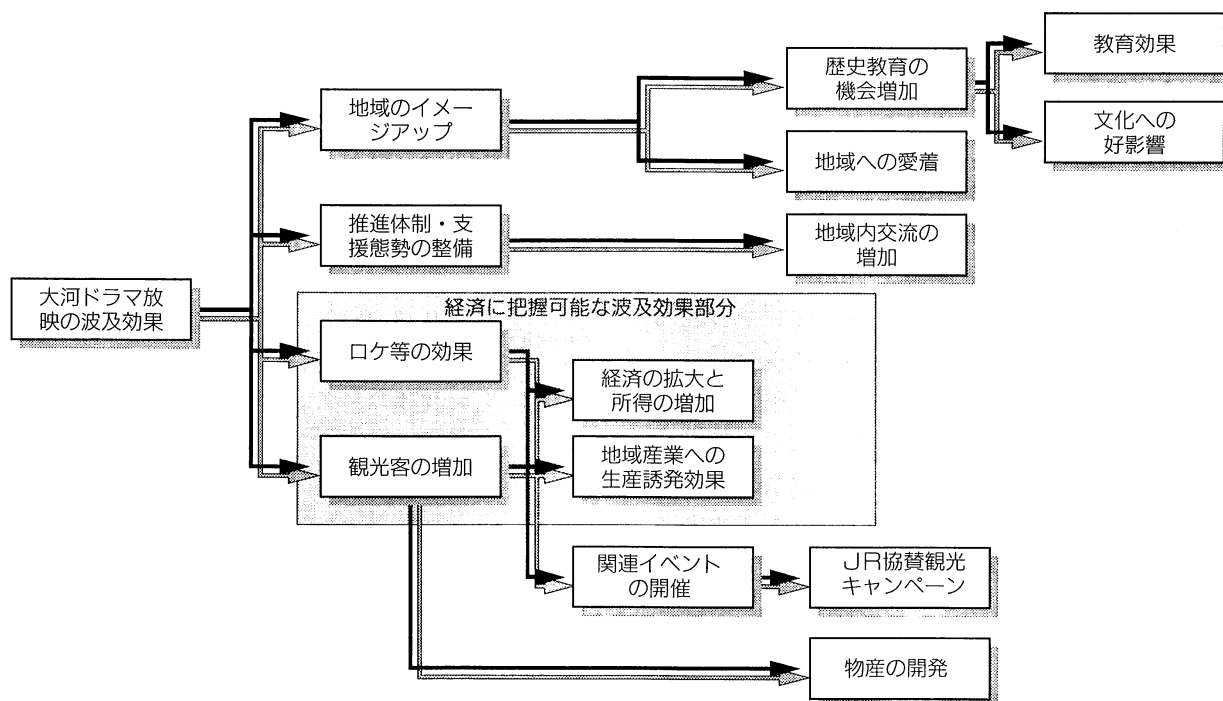 教育効果
歴史教育の
機会増加
文化への
好影響
地域のイメー
ジアップ
地域への愛着
推進体制・支
援態勢の整備
地域内交流の
増加
大河ドラマ放
映の波及効果
経済に把握可能な波及効果部分
ロケ等の効果
経済の拡大と
所得の増加
観光客の増加
地域産業への
生産誘発効果
関連イベント
の開催
JR協賛観光
キャンペーン
物産の開発